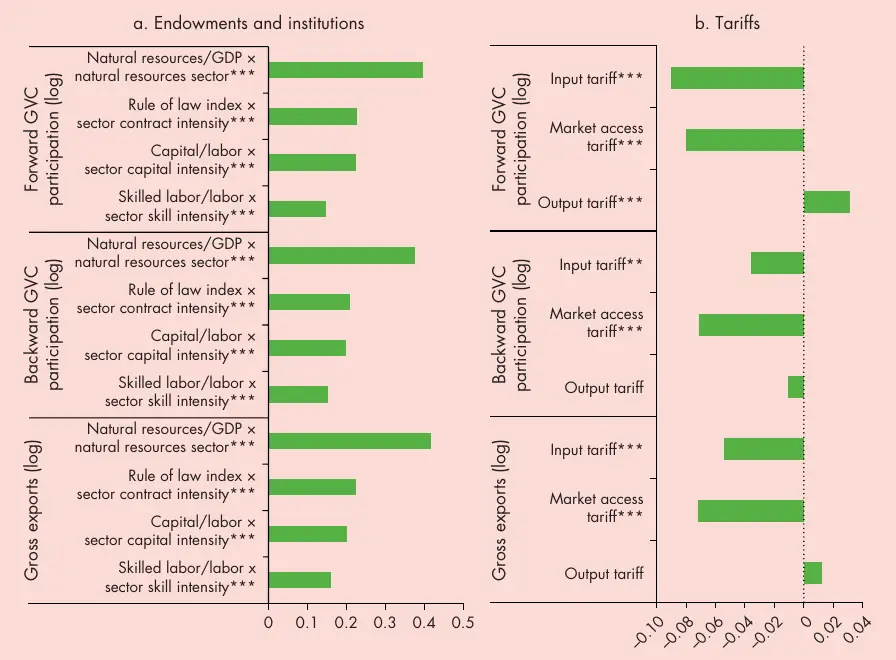 a. Endowments and institutions
Forward GVC
participation (log)
Natural resources/GDP ×
natural resources sector***
Rule of law index ×
sector contract intensity***
Capital/labor ×
sector capital intensity***
Skilled labor/labor x
sector skill intensity***
Backward GVC
participation (log)
Natural resources/GDP ×
natural resources sector***
Rule of law index ×
sector contract intensity***
Capital/labor ×
sector capital intensity***
Skilled labor/labor x
sector skill intensity***
Gross exports (log)
Natural resources/GDP ×
natural resources sector***
Rule of law index ×
sector contract intensity***
Capital/labor ×
sector capital intensity***
Skilled labor/labor x
sector skill intensity***
0 0.1 0.2 0.3 0.4 0.5
b. Tariffs
Forward GVC
participation (log)
Input tariff***
Market access
tariff***
Output tariff***
Backward GVC
participation (log)
Input tariff**
Market access
tariff***
Output tariff
Gross exports (log)
Input tariff***
Market access
tariff***
Output tariff
–0.10 –0.08 –0.06 –0.04 –0.02 0 0.02 0.04